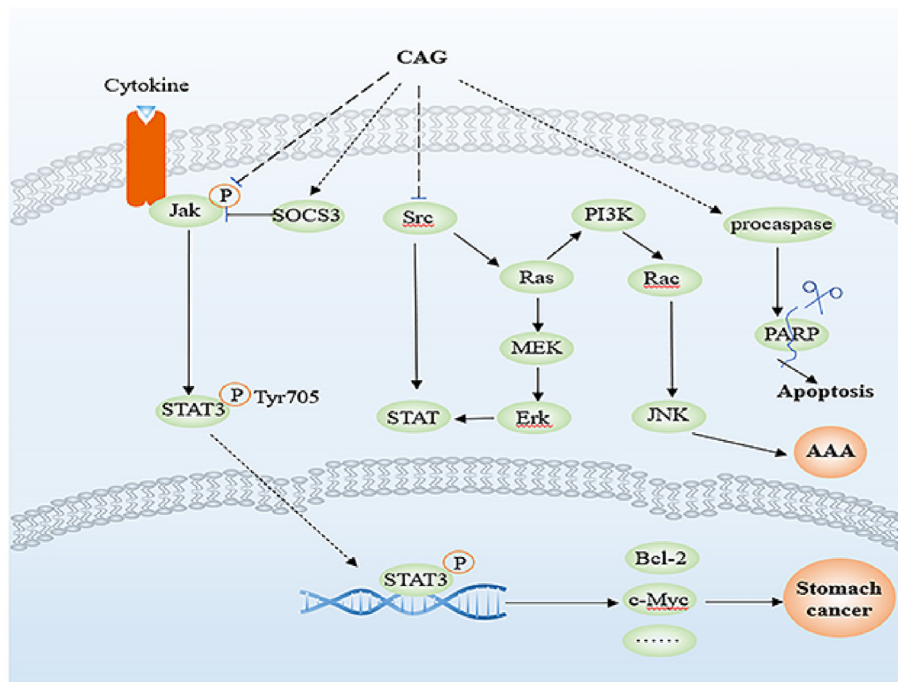 CAG
Cytokine
P
Jak
SOCS3
Src
PI3K
procaspase
Ras
Rac
MEK
PARP
Apoptosis
P
Tyr705
STAT3
STAT
Erk
JNK
AAA
P
STAT3
Bcl-2
c-Myc
......
Stomach
cancer